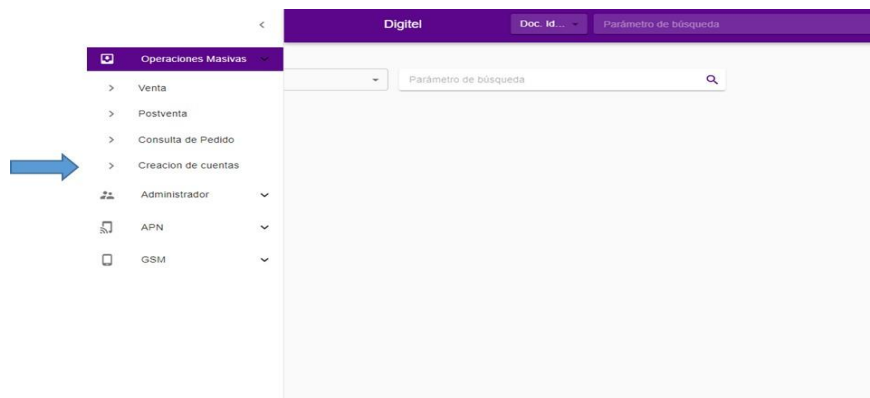 Digitel
Doc. Id...
Parámetro de búsqueda
Operaciones Masivas
Parámetro de búsqueda
Venta
Postventa
Consulta de Pedido
Creacion de cuentas
Administrador
APN
GSM